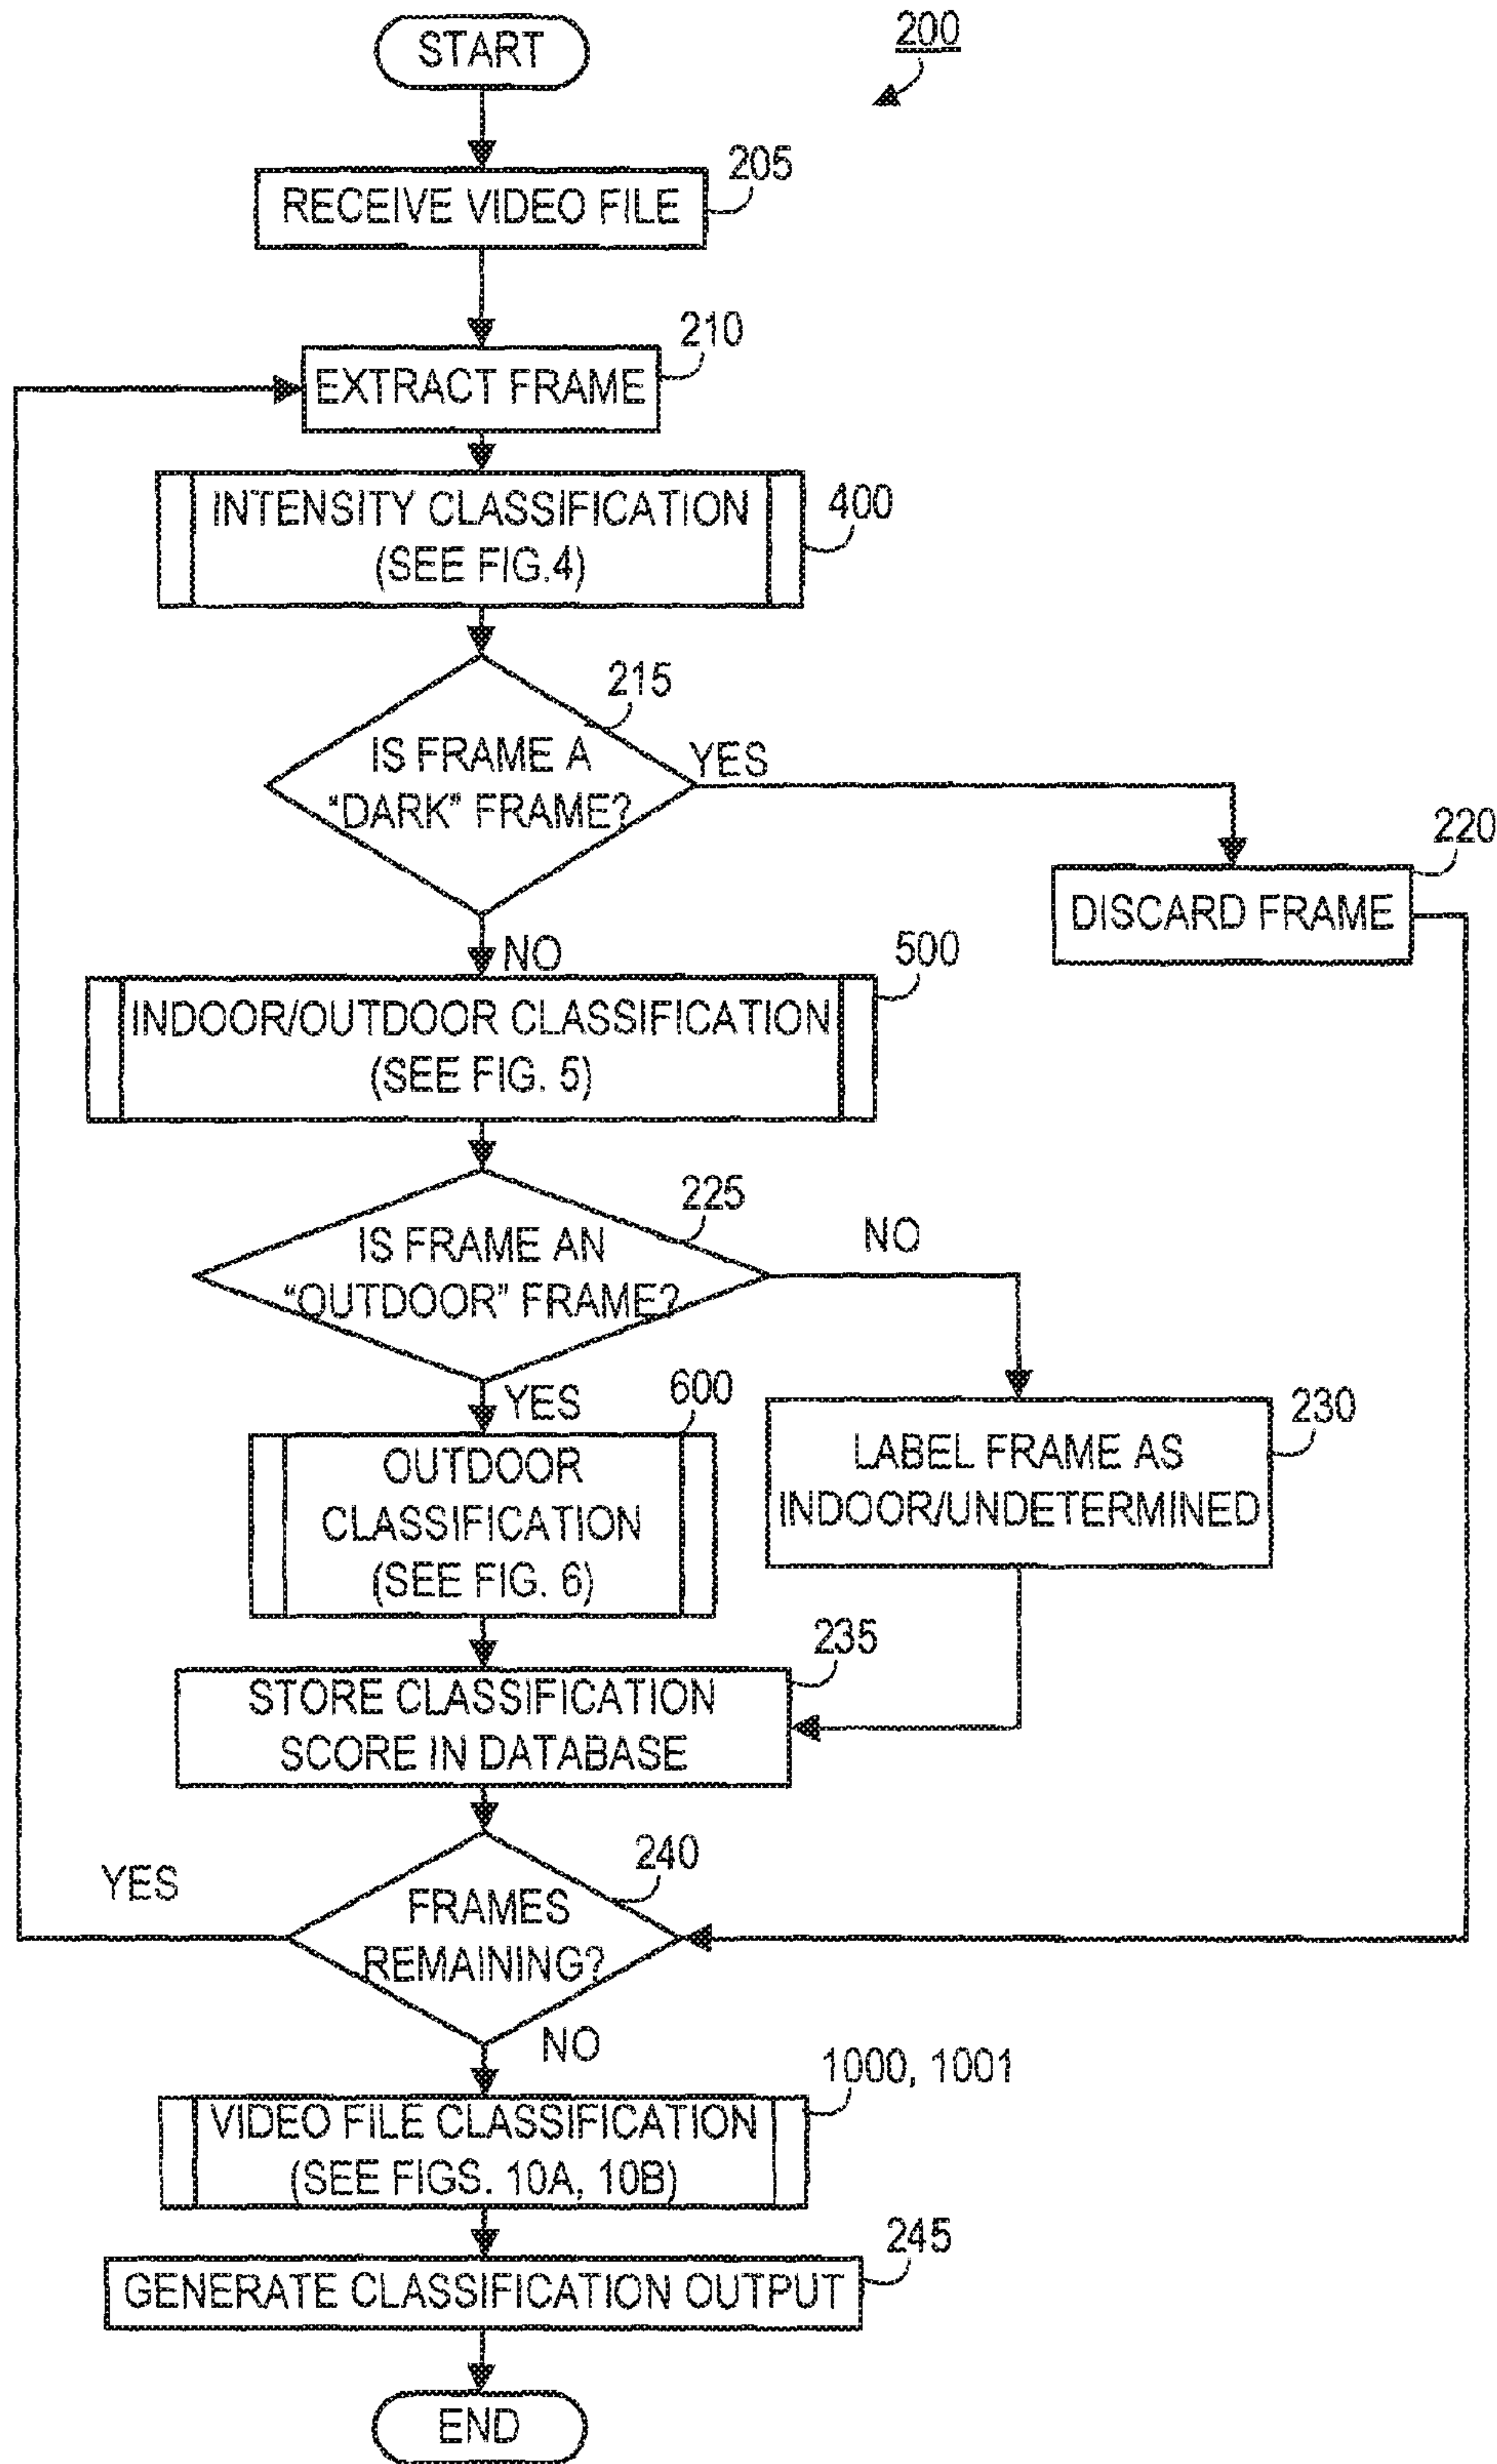 START
200
RECEIVE VIDEO FILE
205
EXTRACT FRAME
210
INTENSITY CLASSIFICATION
(SEE FIG.4)
400
IS FRAME A
"DARK" FRAME?
215
YES
DISCARD FRAME
220
NO
INDOOR/OUTDOOR CLASSIFICATION
(SEE FIG. 5)
500
IS FRAME AN
"OUTDOOR" FRAME?
225
NO
YES
OUTDOOR
CLASSIFICATION
(SEE FIG. 6)
600
LABEL FRAME AS
INDOOR/UNDETERMINED
230
STORE CLASSIFICATION
SCORE IN DATABASE
235
FRAMES
REMAINING?
240
YES
NO
VIDEO FILE CLASSIFICATION
(SEE FIGS. 10A, 10B)
1000, 1001
GENERATE CLASSIFICATION OUTPUT
245
END